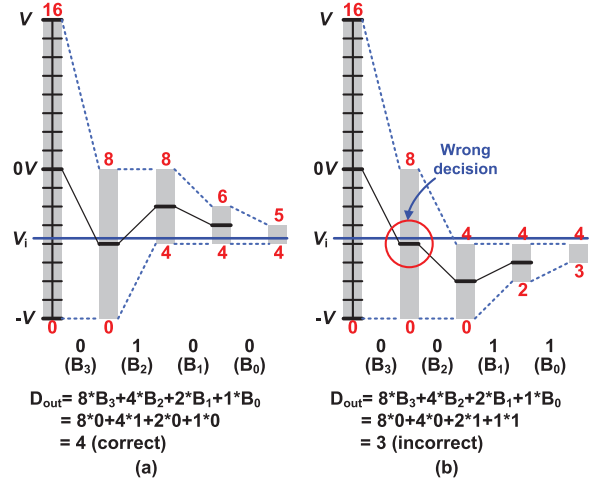 V 16
8 8
0V
6
5
Vi
4 4
-V 0 0
0 1 0 0
(B3) (B2) (B1) (B0)
Dout= 8*B3+4*B2+2*B1+1*B0
= 8*0+4*1+2*0+1*0
= 4 (correct)
(a)
V 16
Wrong
decision
8
0V
4 4 4
Vi
3
2
-V 0 0 0
0 0 1 1
(B3) (B2) (B1) (B0)
Dout= 8*B3+4*B2+2*B1+1*B0
= 8*0+4*0+2*1+1*1
= 3 (incorrect)
(b)